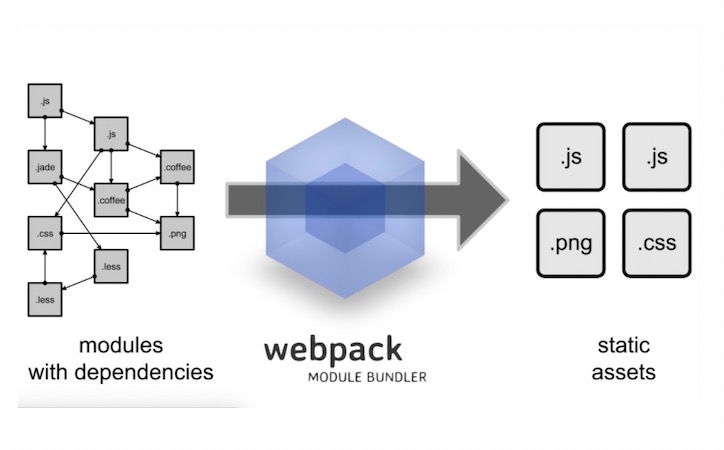 .js
.js
.jade
.coffee
.coffee
.css
.png
.less
.less
modules
with dependencies
webpack
MODULE BUNDLER
.js
.js
.png
.css
static
assets